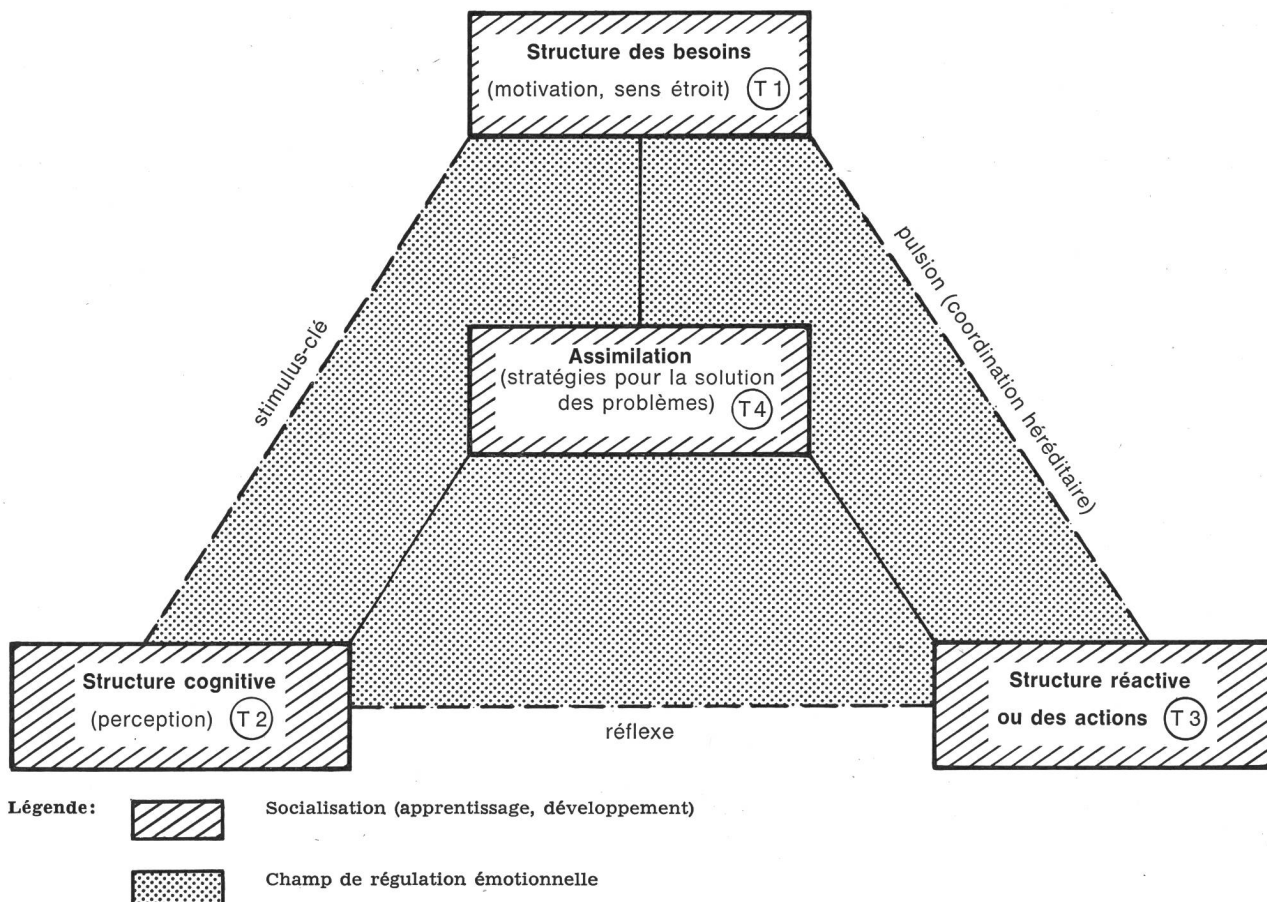 Structure des besoins
(motivation, sens étroit) T 1
stimulus-clé
pulsion (coordination héréditaire)
Assimilation
(stratégies pour la solution
des problèmes) T 4
Structure cognitive
(perception) T 2
Structure réactive
ou des actions T 3
réflexe
Légende:
Socialisation (apprentissage, développement)
Champ de régulation émotionnelle